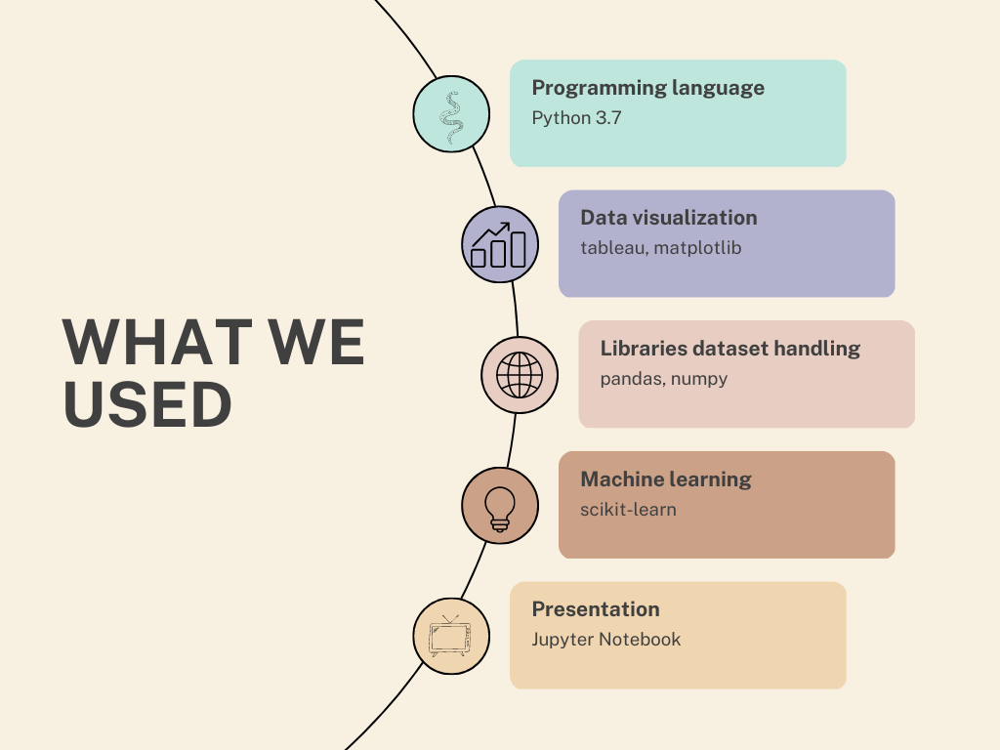 WHAT WE
USED
Programming language
Python 3.7
Data visualization
tableau, matplotlib
Libraries dataset handling
pandas, numpy
Machine learning
scikit-learn
Presentation
Jupyter Notebook